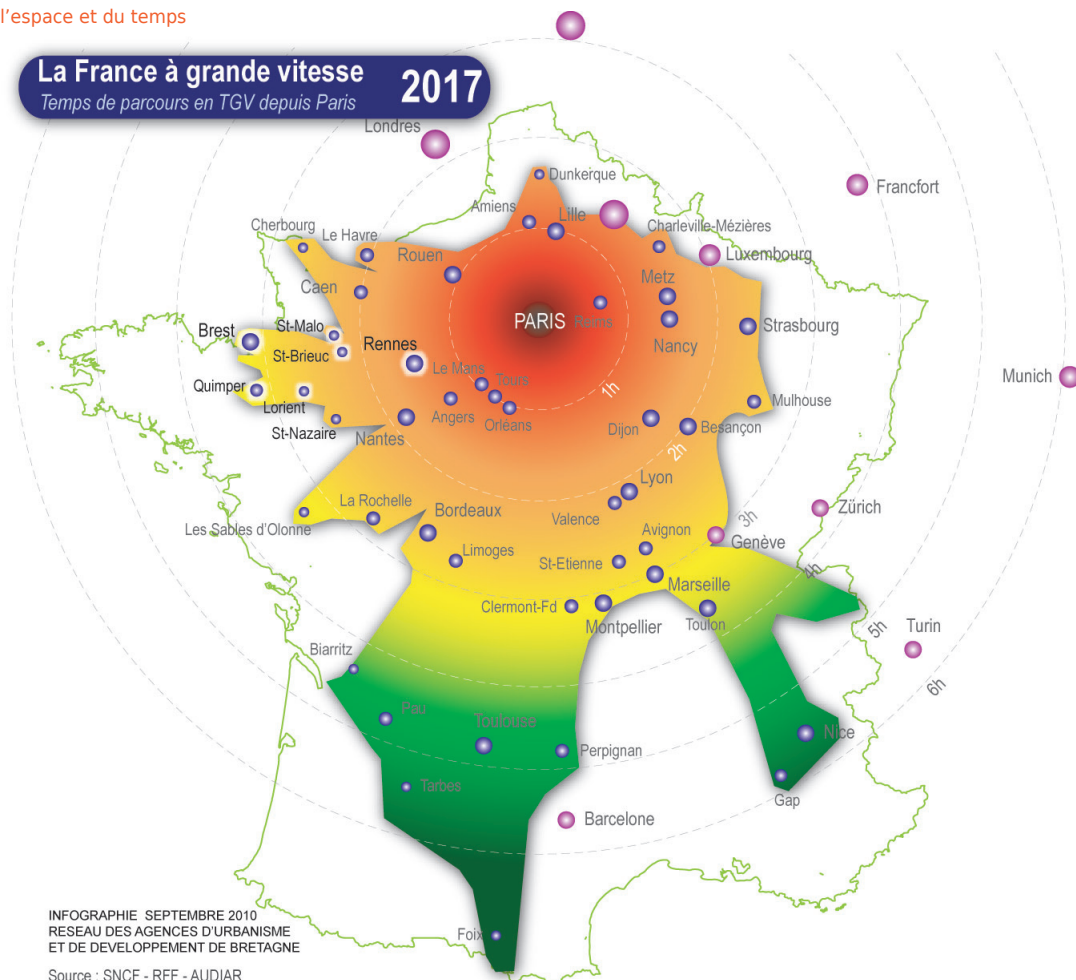 l'espace et du temps
La France à grande vitesse 2017
Temps de parcours en TGV depuis Paris
Londres
Dunkerque
Francfort
Amiens
Lille
Charleville-Mézières
Cherbourg
Le Havre
Rouen
Luxembourg
Metz
Caen
PARIS
Reims
Strasbourg
St-Malo
Brest
Rennes
Nancy
St-Brieuc
Le Mans
Tours
Munich
Quimper
1h
Mulhouse
Lorient
Angers
Orléans
Dijon
Besançon
St-Nazaire
Nantes
2h
Lyon
La Rochelle
Bordeaux
Valence
Zürich
3h
Les Sables d'Olonne
Avignon
Genève
Limoges
St-Etienne
4h
Marseille
Clermont-Fd
Montpellier
Toulon
5h
Turin
Biarritz
6h
Pau
Toulouse
Nice
Perpignan
Tarbes
Gap
Barcelone
INFOGRAPHIE SEPTEMBRE 2010
RESEAU DES AGENCES D'URBANISME
ET DE DEVELOPPEMENT DE BRETAGNE
Foix
Source : SNCF - RFF - AUDIAR